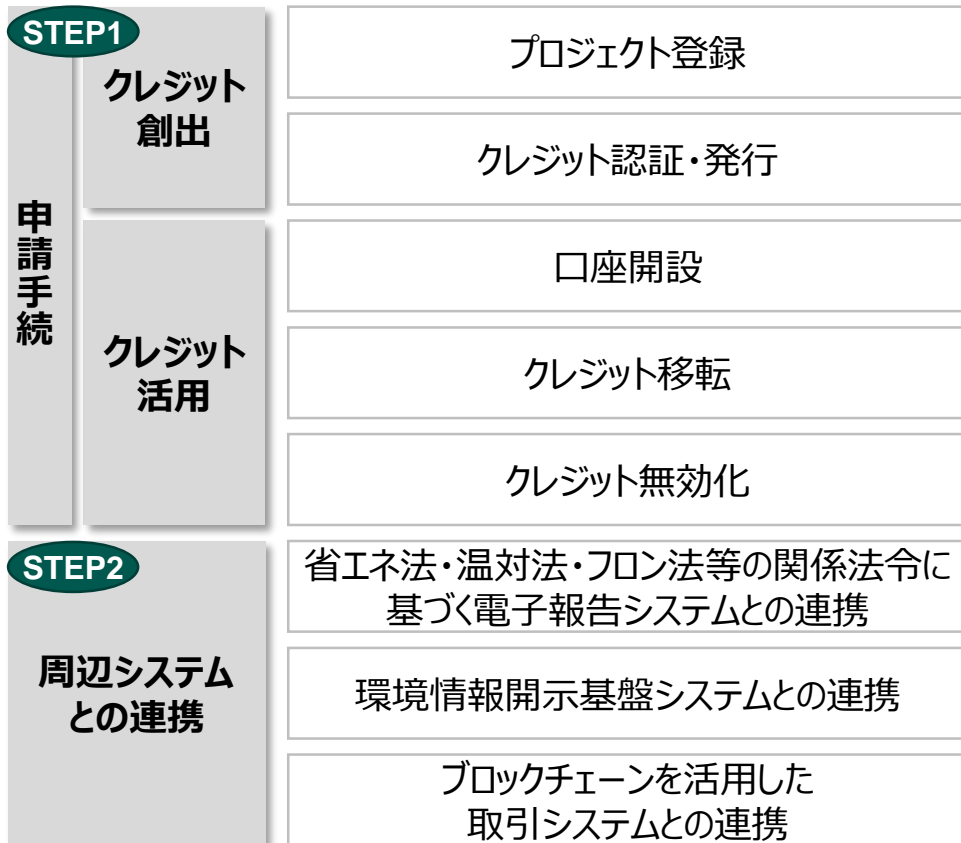 STEP1
申請手続
クレジット
創出
プロジェクト登録
クレジット認証・発行
クレジット
活用
口座開設
クレジット移転
クレジット無効化
STEP2
周辺システム
との連携
省エネ法・温対法・フロン法等の関係法令に
基づく電子報告システムとの連携
環境情報開示基盤システムとの連携
ブロックチェーンを活用した
取引システムとの連携